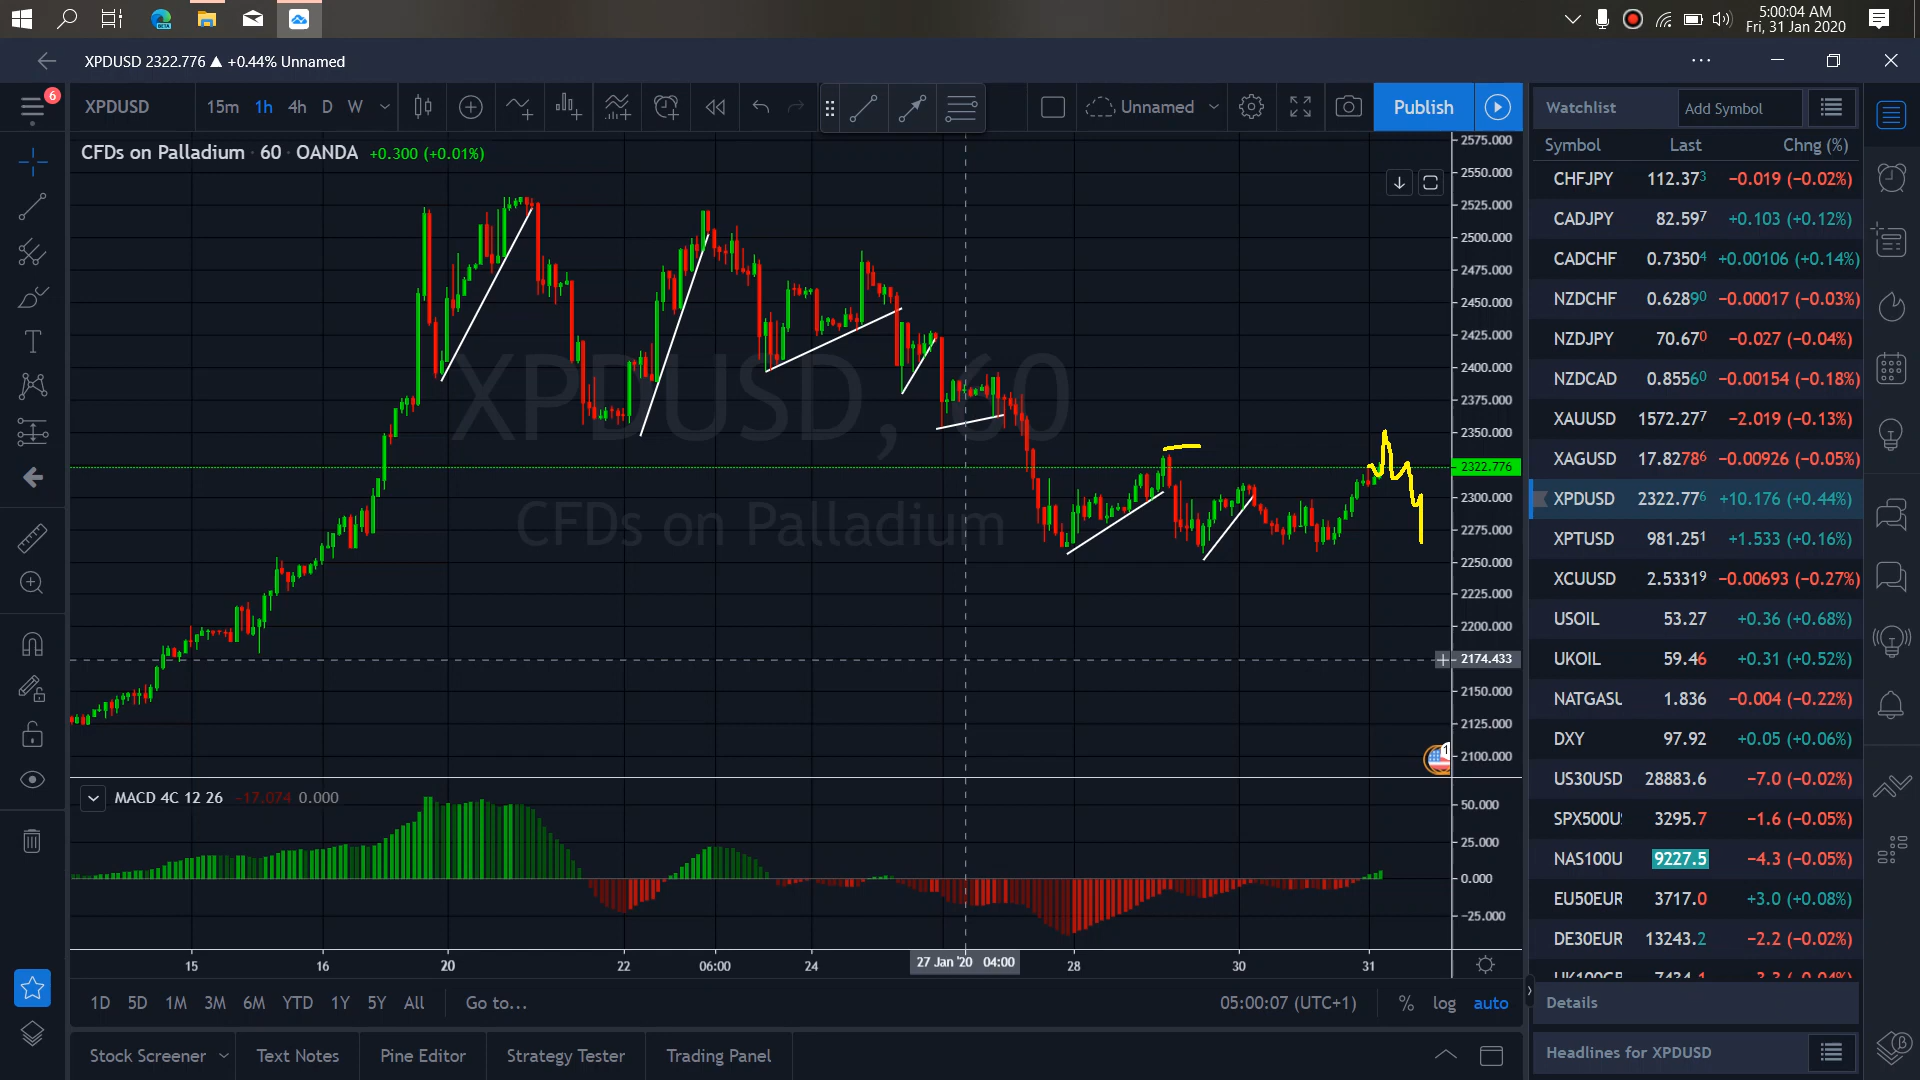 5:00:04 AM
Fri, 31 Jan 2020
XPDUSD 2322.776 ▲ +0.44% Unnamed
6
XPDUSD 15m 1h 4h D W Unnamed Publish
CFDs on Palladium · 60 · OANDA +0.300 (+0.01%)
XPDUSD, 60
CFDs on Palladium
2575.000
2550.000
2525.000
2500.000
2475.000
2450.000
2425.000
2400.000
2375.000
2350.000
2322.776
2300.000
2275.000
2250.000
2225.000
2200.000
2174.433
2150.000
2125.000
2100.000
1
MACD 4C 12 26 −17.074 0.000
50.000
25.000
0.000
−25.000
15 16 20 22 06:00 24 27 Jan '20 04:00 28 30 31
1D 5D 1M 3M 6M YTD 1Y 5Y All Go to... 05:00:07 (UTC+1) % log auto
Stock Screener Text Notes Pine Editor Strategy Tester Trading Panel
Watchlist Add Symbol
Symbol Last Chng (%)
CHFJPY 112.373 −0.019 (−0.02%)
CADJPY 82.597 +0.103 (+0.12%)
CADCHF 0.73504 +0.00106 (+0.14%)
NZDCHF 0.62890 −0.00017 (−0.03%)
NZDJPY 70.670 −0.027 (−0.04%)
NZDCAD 0.85560 −0.00154 (−0.18%)
XAUUSD 1572.277 −2.019 (−0.13%)
XAGUSD 17.82786 −0.00926 (−0.05%)
XPDUSD 2322.776 +10.176 (+0.44%)
XPTUSD 981.251 +1.533 (+0.16%)
XCUUSD 2.53319 −0.00693 (−0.27%)
USOIL 53.27 +0.36 (+0.68%)
UKOIL 59.46 +0.31 (+0.52%)
NATGASU 1.836 −0.004 (−0.22%)
DXY 97.92 +0.05 (+0.06%)
US30USD 28883.6 −7.0 (−0.02%)
SPX500U 3295.7 −1.6 (−0.05%)
NAS100U 9227.5 −4.3 (−0.05%)
EU50EUR 3717.0 +3.0 (+0.08%)
DE30EUR 13243.2 −2.2 (−0.02%)
Details
Headlines for XPDUSD